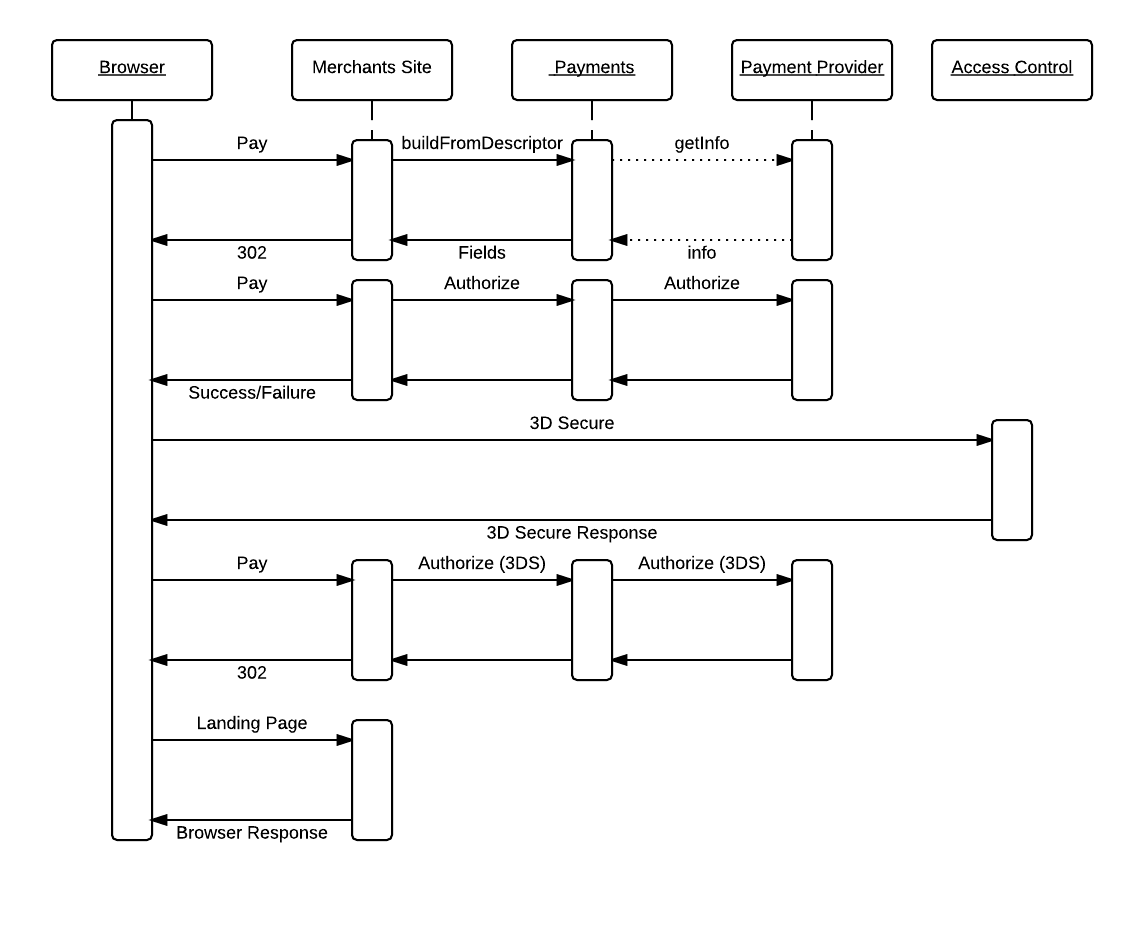 Browser
Merchants Site
Payments
Payment Provider
Access Control
Pay
buildFromDescriptor
getInfo
302
Fields
info
Pay
Authorize
Authorize
Success/Failure
3D Secure
3D Secure Response
Pay
Authorize (3DS)
Authorize (3DS)
302
Landing Page
Browser Response